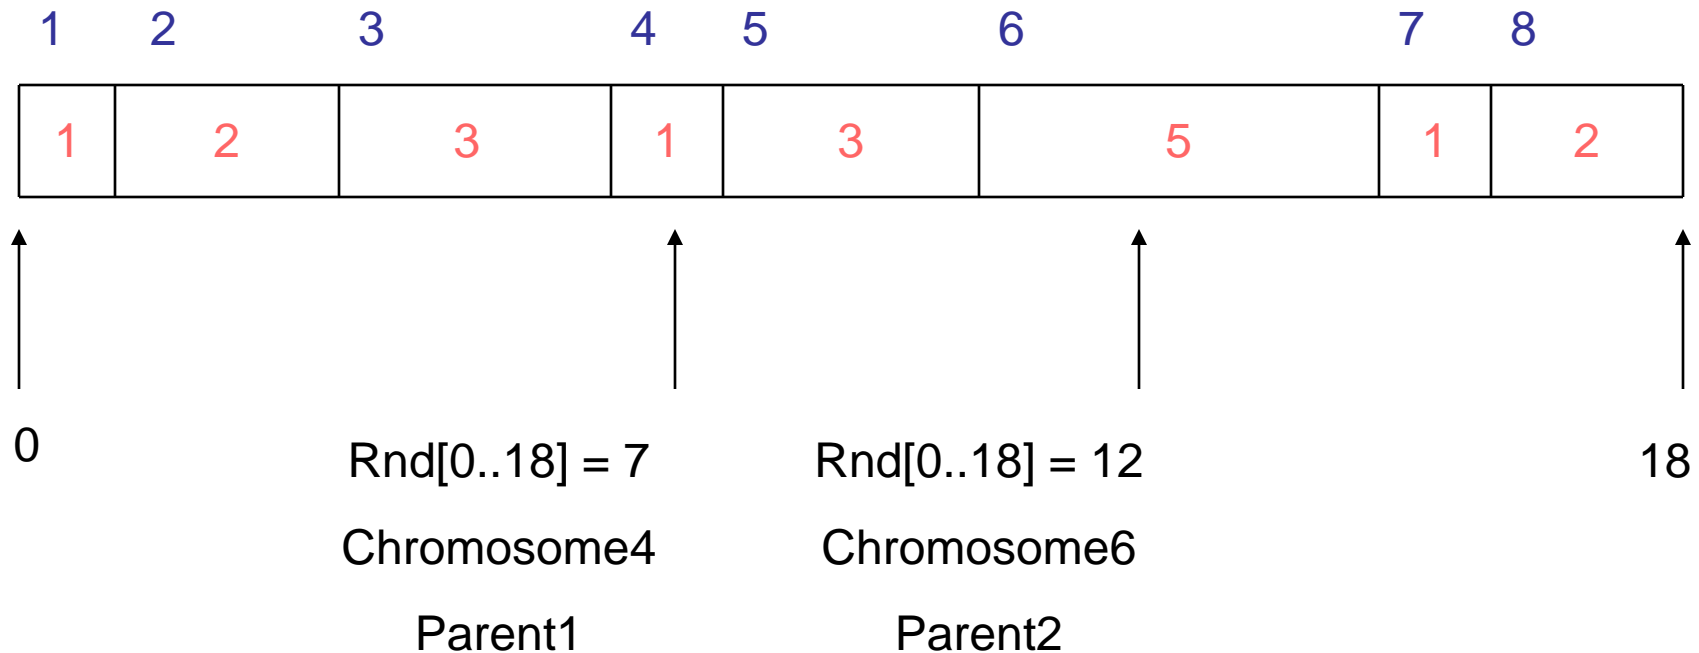 1 2 3 4 5 6 7 8
1 2 3 1 3 5 1 2
0 Rnd[0..18] = 7 Rnd[0..18] = 12 18
Chromosome4 Chromosome6
Parent1 Parent2